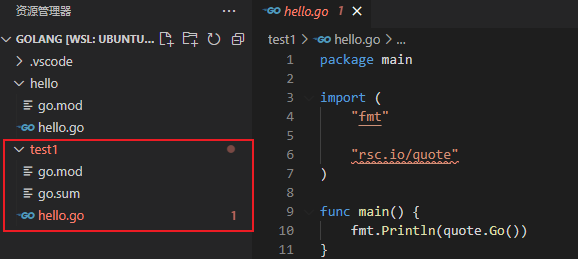 资源管理器
GOLANG [WSL: UBUNTU...
.vscode
hello
go.mod
hello.go
test1
go.mod
go.sum
hello.go 1
hello.go 1
test1 > hello.go > ...
1 package main
2
3 import (
4 "fmt"
5
6 "rsc.io/quote"
7 )
8
9 func main() {
10 fmt.Println(quote.Go())
11 }